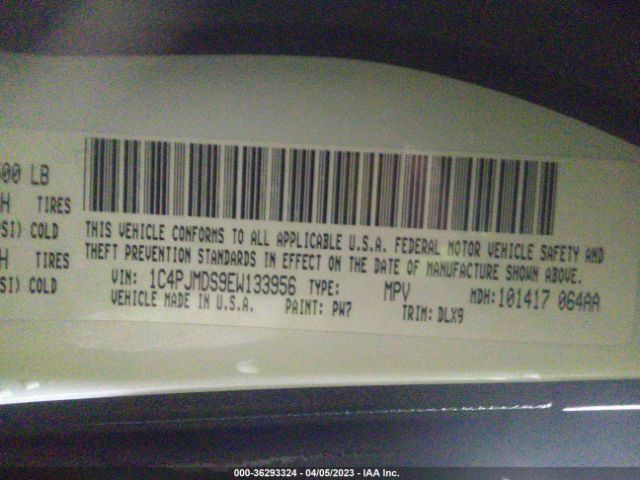 500 LB
H TIRES
SI) COLD
H TIRES
SI) COLD
THIS VEHICLE CONFORMS TO ALL APPLICABLE U.S.A. FEDERAL MOTOR VEHICLE SAFETY AND
THEFT PREVENTION STANDARDS IN EFFECT ON THE DATE OF MANUFACTURE SHOWN ABOVE.
VIN: 1C4PJMDS9EW133956 TYPE: MPV MDH:101417 064AA
VEHICLE MADE IN U.S.A. PAINT: PW7 TRIM: DLX9
000-36293324 - 04/05/2023 - IAA Inc.